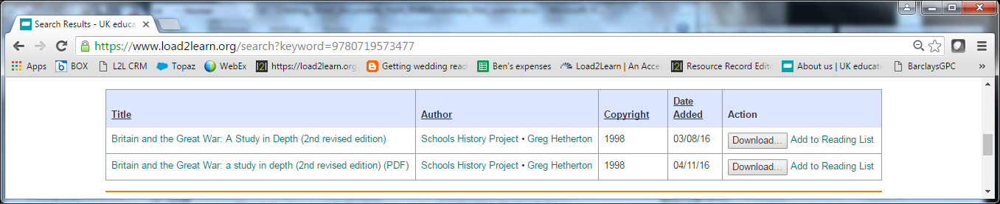 Search Results - UK educa
https://www.load2learn.org/search?keyword=9780719573477
Apps BOX L2L CRM Topaz WebEx https://load2learn.org Getting wedding read Ben's expenses Load2Learn | An Acce Resource Record Edit About us | UK educati BarclaysGPC »
Title Author Copyright Date Added Action
Britain and the Great War: A Study in Depth (2nd revised edition) Schools History Project • Greg Hetherton 1998 03/08/16 Download... Add to Reading List
Britain and the Great War: a study in depth (2nd revised edition) (PDF) Schools History Project • Greg Hetherton 1998 04/11/16 Download... Add to Reading List